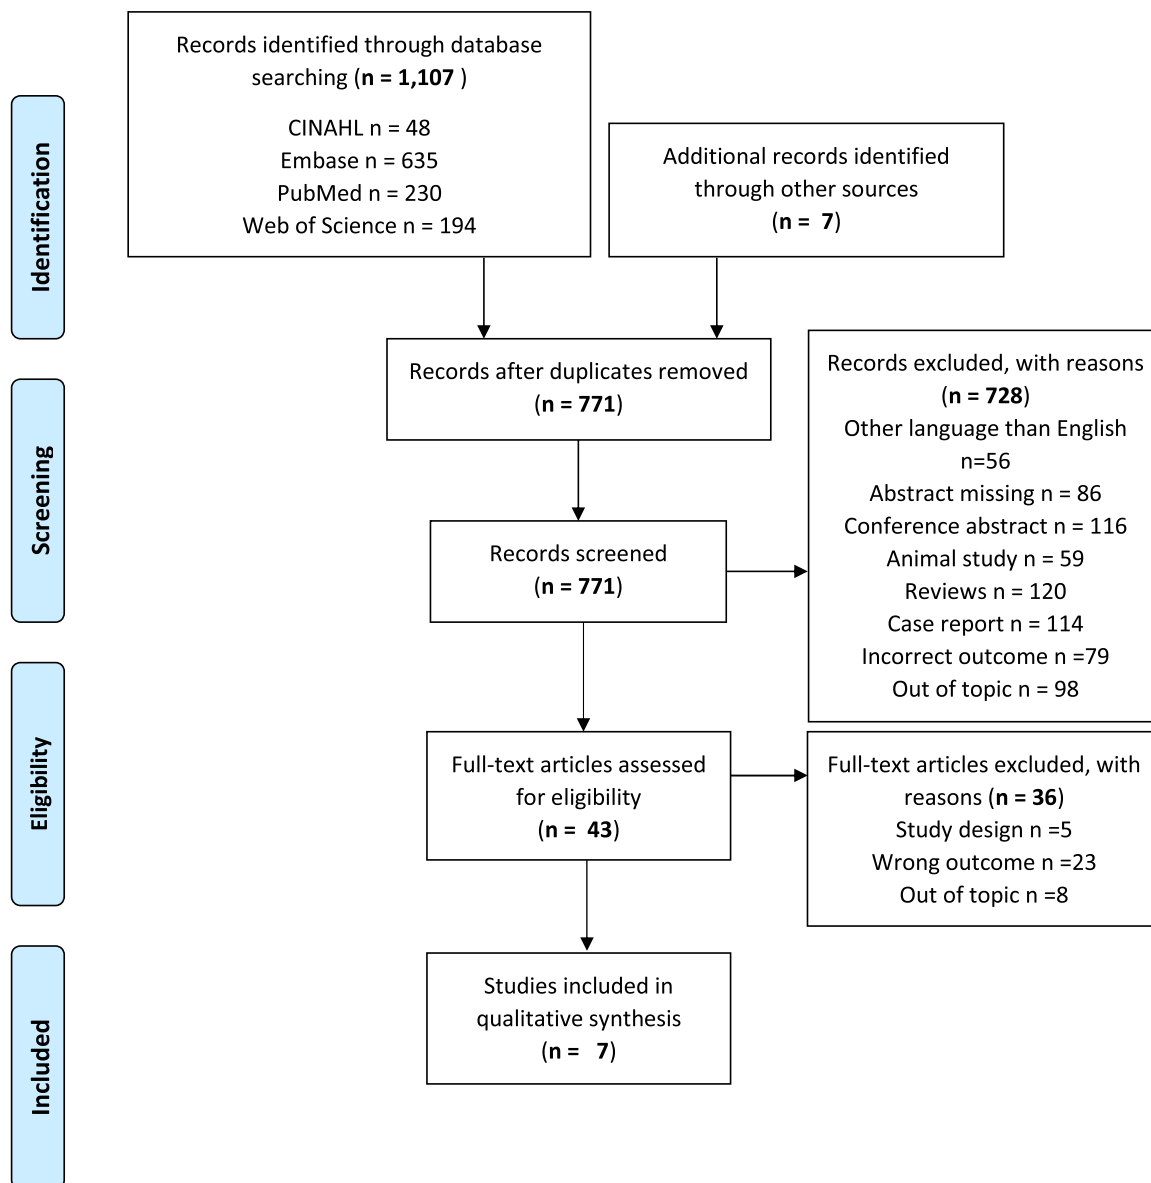 Records identified through database
searching (n = 1,107 )
CINAHL n = 48
Embase n = 635
PubMed n = 230
Web of Science n = 194
Additional records identified
through other sources
(n =  7)
Identification
Records after duplicates removed
(n = 771)
Records excluded, with reasons
(n = 728)
Other language than English
n=56
Abstract missing n = 86
Conference abstract n = 116
Animal study n = 59
Reviews n = 120
Case report n = 114
Incorrect outcome n =79
Out of topic n = 98
Screening
Records screened
(n = 771)
Eligibility
Full-text articles assessed
for eligibility
(n =  43)
Full-text articles excluded, with
reasons (n = 36)
Study design n =5
Wrong outcome n =23
Out of topic n =8
Included
Studies included in
qualitative synthesis
(n =   7)